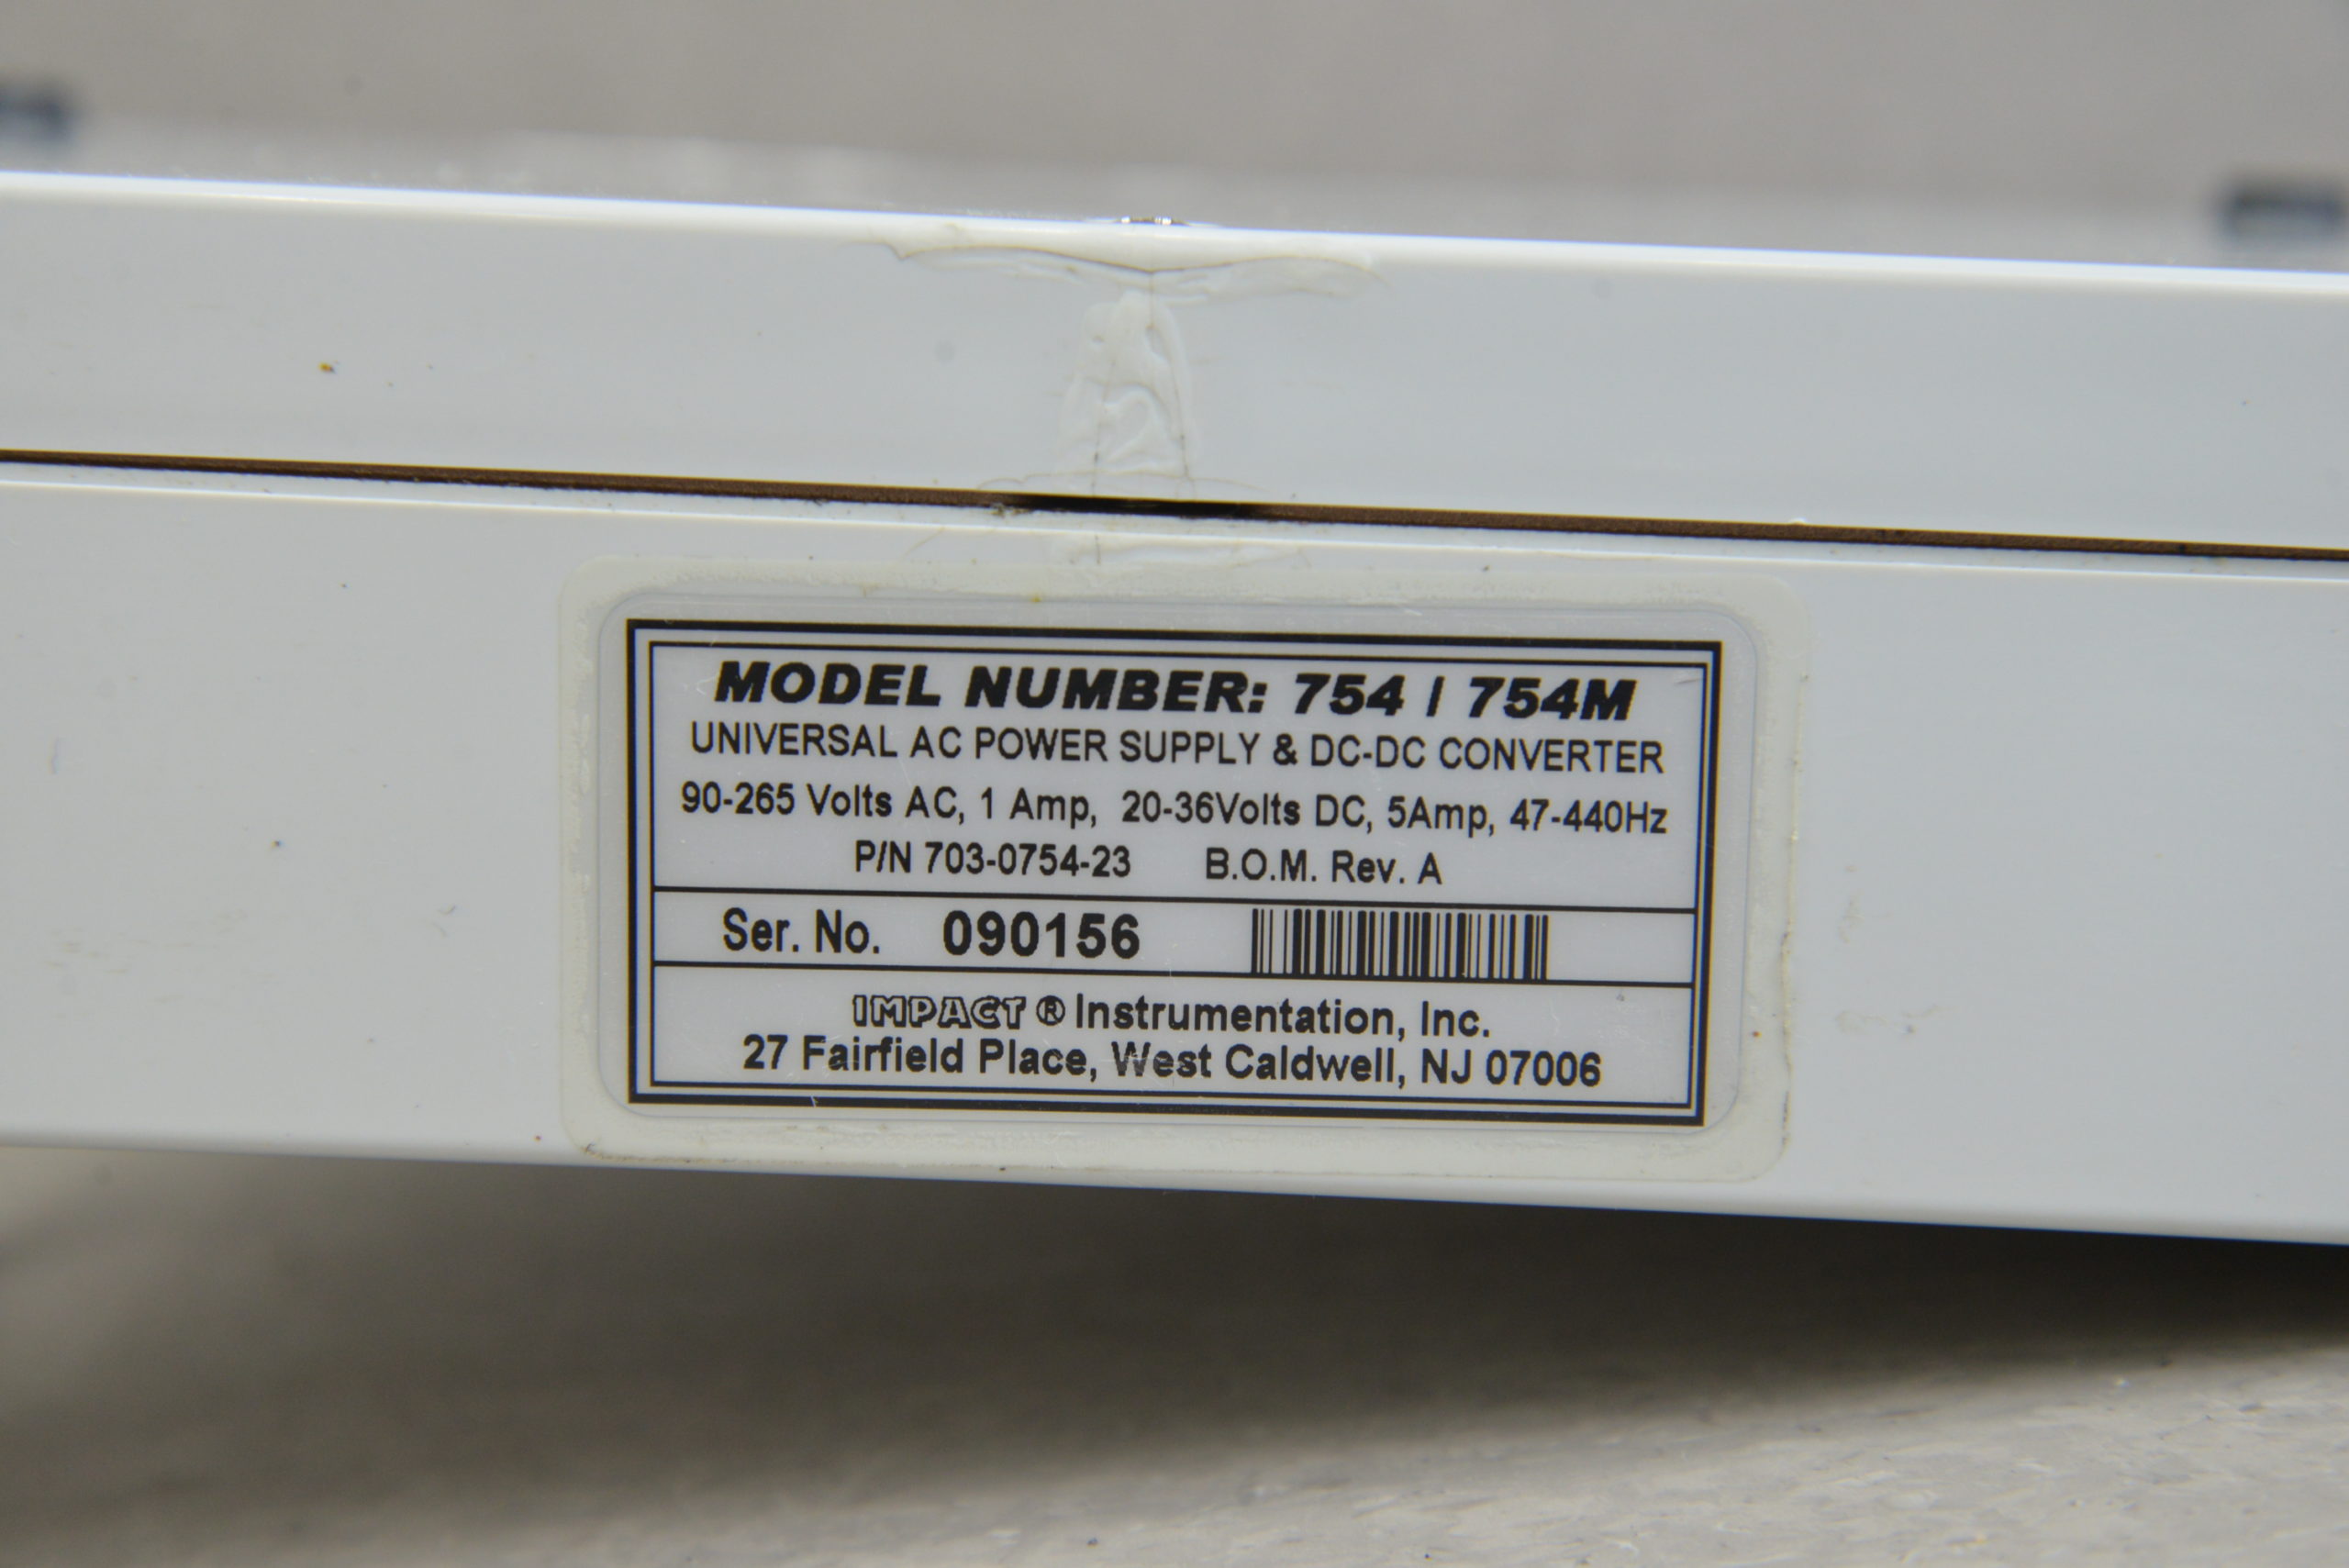 MODEL NUMBER: 754 / 754M
UNIVERSAL AC POWER SUPPLY & DC-DC CONVERTER
90-265 Volts AC, 1 Amp, 20-36Volts DC, 5Amp, 47-440Hz
P/N 703-0754-23 B.O.M. Rev. A
Ser. No. 090156
IMPACT ® Instrumentation, Inc.
27 Fairfield Place, West Caldwell, NJ 07006